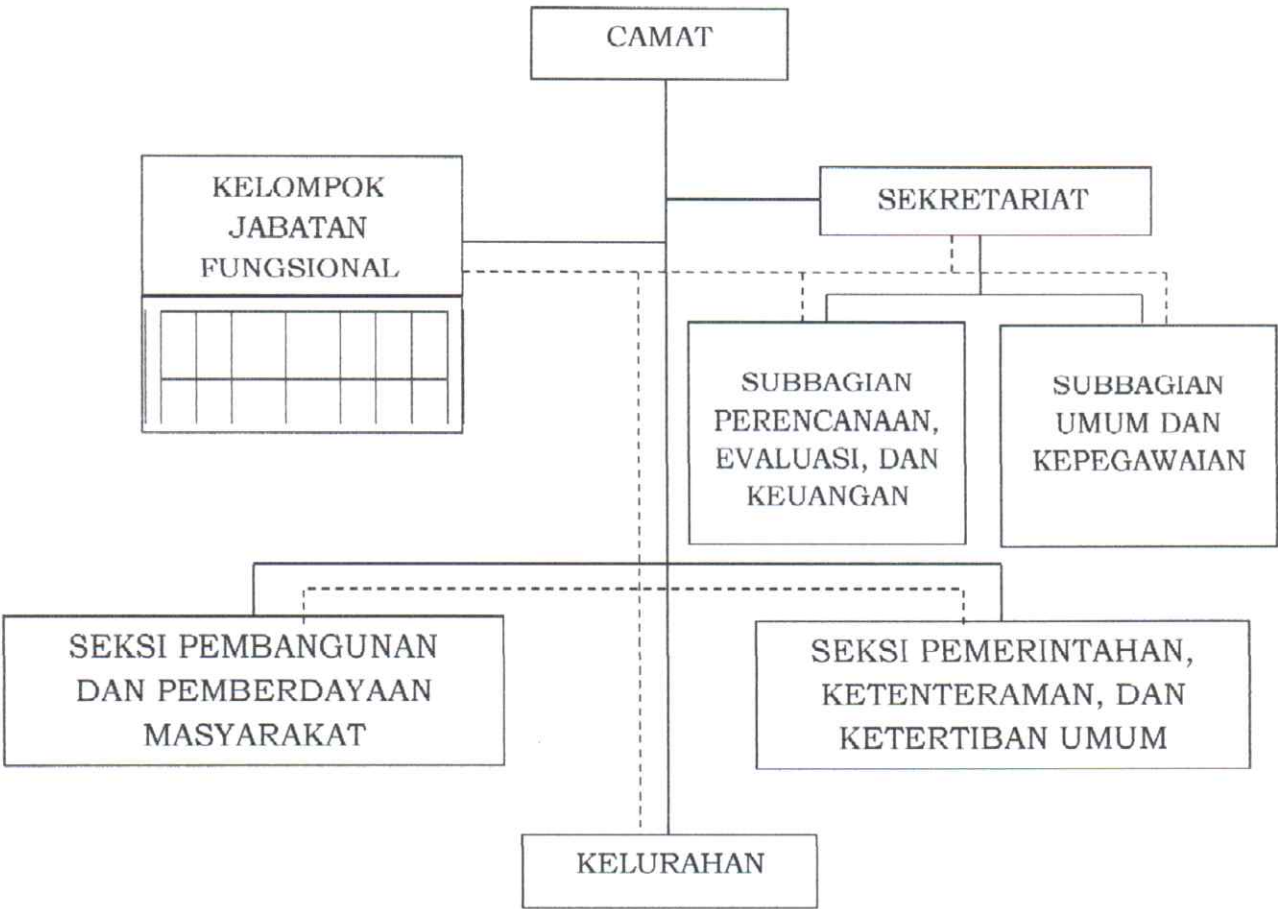 CAMAT
KELOMPOK
JABATAN
FUNGSIONAL
SEKRETARIAT
SUBBAGIAN
PERENCANAAN,
EVALUASI, DAN
KEUANGAN
SUBBAGIAN
UMUM DAN
KEPEGAWAIAN
SEKSI PEMBANGUNAN
DAN PEMBERDAYAAN
MASYARAKAT
SEKSI PEMERINTAHAN,
KETENTERAMAN, DAN
KETERTIBAN UMUM
KELURAHAN